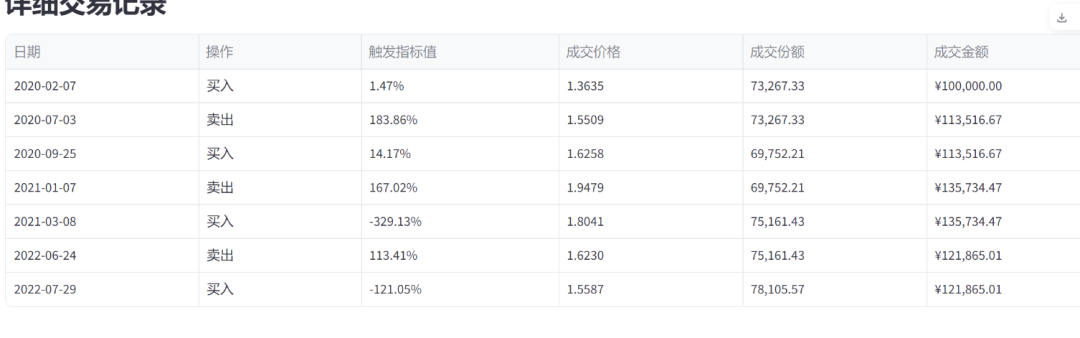 详细交易记录
日期 操作 触发指标值 成交价格 成交份额 成交金额
2020-02-07 买入 1.47% 1.3635 73,267.33 ¥100,000.00
2020-07-03 卖出 183.86% 1.5509 73,267.33 ¥113,516.67
2020-09-25 买入 14.17% 1.6258 69,752.21 ¥113,516.67
2021-01-07 卖出 167.02% 1.9479 69,752.21 ¥135,734.47
2021-03-08 买入 -329.13% 1.8041 75,161.43 ¥135,734.47
2022-06-24 卖出 113.41% 1.6230 75,161.43 ¥121,865.01
2022-07-29 买入 -121.05% 1.5587 78,105.57 ¥121,865.01